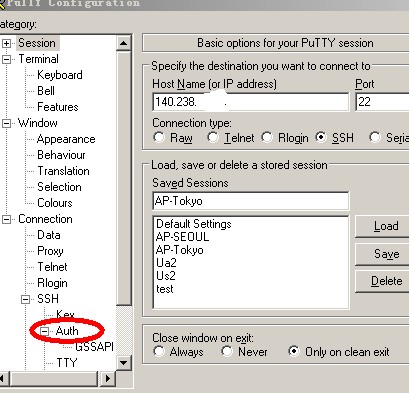 PuTTY Configuration
ategory:
Session
Terminal
Keyboard
Bell
Features
Window
Appearance
Behaviour
Translation
Selection
Colours
Connection
Data
Proxy
Telnet
Rlogin
SSH
Kex
Auth
GSSAPI
TTY
Basic options for your PuTTY session
Specify the destination you want to connect to
Host Name (or IP address) Port
140.238. . 22
Connection type:
Raw Telnet Rlogin SSH Seria
Load, save or delete a stored session
Saved Sessions
AP-Tokyo
Default Settings
AP-SEOUL
AP-Tokyo
Ua2
Us2
test
Load
Save
Delete
Close window on exit:
Always Never Only on clean exit